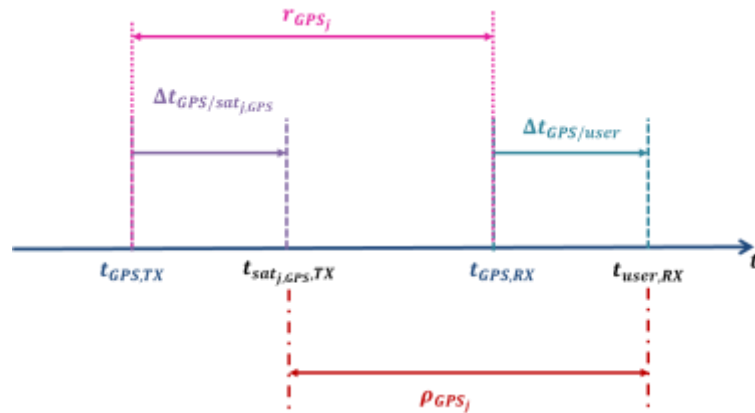 r_GPS_j
Δt_GPS/sat_j,GPS
Δt_GPS/user
t
t_GPS,TX
t_sat_j,GPS,TX
t_GPS,RX
t_user,RX
ρ_GPS_j